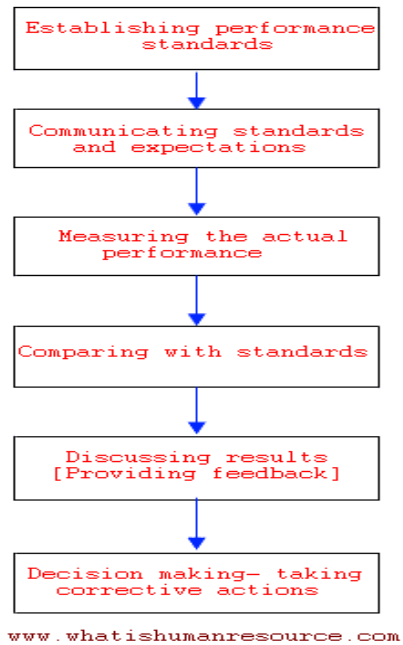 Establishing performance
standards
Communicating standards
and expectations
Measuring the actual
performance
Comparing with standards
Discussing results
[Providing feedback]
Decision making- taking
corrective actions
www.whatishumanresource.com